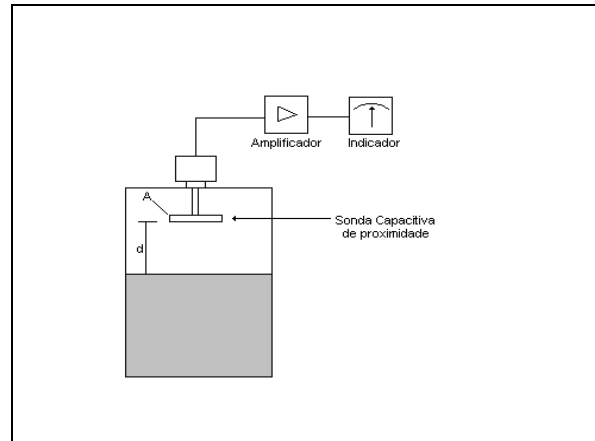 Amplificador
Indicador
A
Sonda Capacitiva
de proximidade
d